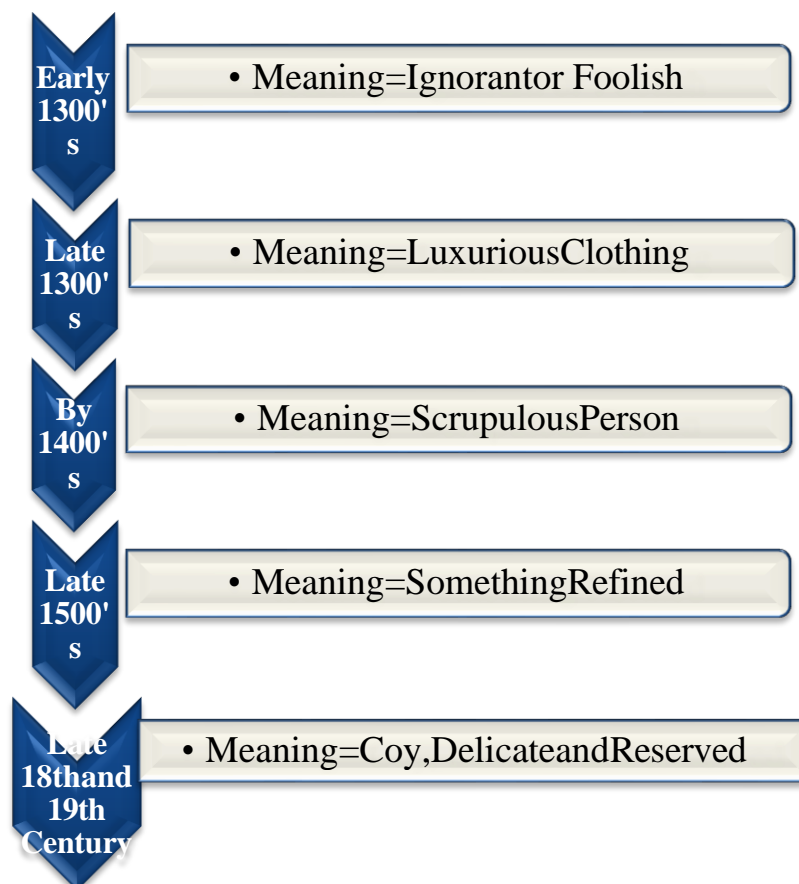 Early
1300'
s
• Meaning=Ignorantor Foolish
Late
1300'
s
• Meaning=LuxuriousClothing
By
1400'
s
• Meaning=ScrupulousPerson
Late
1500'
s
• Meaning=SomethingRefined
Late
18thand
19th
Century
• Meaning=Coy,DelicateandReserved